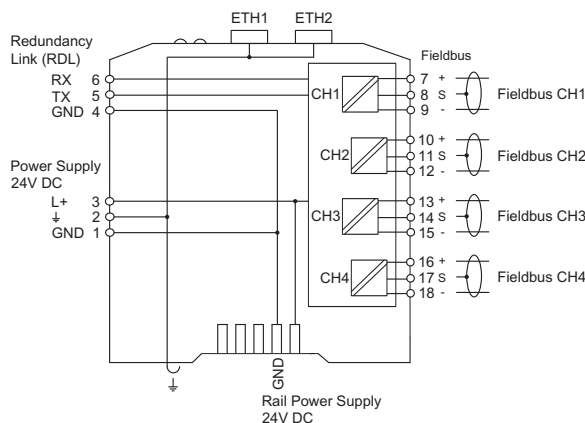 ETH1 ETH2
Redundancy
Link (RDL)
Fieldbus
RX 6
TX 5
GND 4
CH1
7 +
8 S
9 -
Fieldbus CH1
CH2
10 +
11 S
12 -
Fieldbus CH2
Power Supply
24V DC
L+ 3
⏚ 2
GND 1
CH3
13 +
14 S
15 -
Fieldbus CH3
CH4
16 +
17 S
18 -
Fieldbus CH4
GND
Rail Power Supply
24V DC